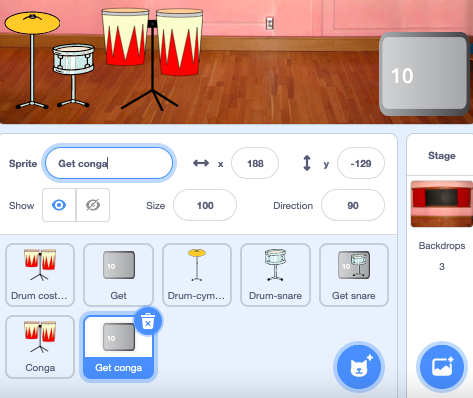 10
Sprite Get conga x 188 y -129
Show Size 100 Direction 90
Stage
Backdrops
3
10 10
Drum cost... Get Drum-cym... Drum-snare Get snare
10
Conga Get conga